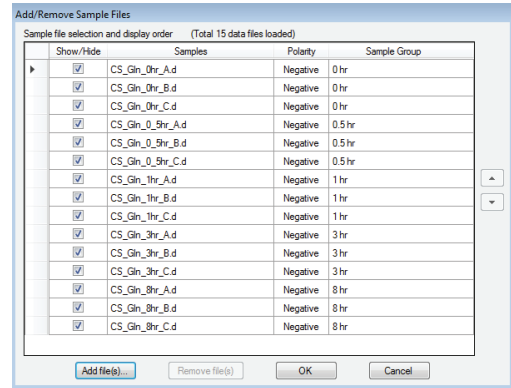 Add/Remove Sample Files
Sample file selection and display order (Total 15 data files loaded)
Show/Hide Samples Polarity Sample Group
CS_Gln_0hr_A.d Negative 0 hr
CS_Gln_0hr_B.d Negative 0 hr
CS_Gln_0hr_C.d Negative 0 hr
CS_Gln_0_5hr_A.d Negative 0.5 hr
CS_Gln_0_5hr_B.d Negative 0.5 hr
CS_Gln_0_5hr_C.d Negative 0.5 hr
CS_Gln_1hr_A.d Negative 1 hr
CS_Gln_1hr_B.d Negative 1 hr
CS_Gln_1hr_C.d Negative 1 hr
CS_Gln_3hr_A.d Negative 3 hr
CS_Gln_3hr_B.d Negative 3 hr
CS_Gln_3hr_C.d Negative 3 hr
CS_Gln_8hr_A.d Negative 8 hr
CS_Gln_8hr_B.d Negative 8 hr
CS_Gln_8hr_C.d Negative 8 hr
Add file(s)... Remove file(s) OK Cancel